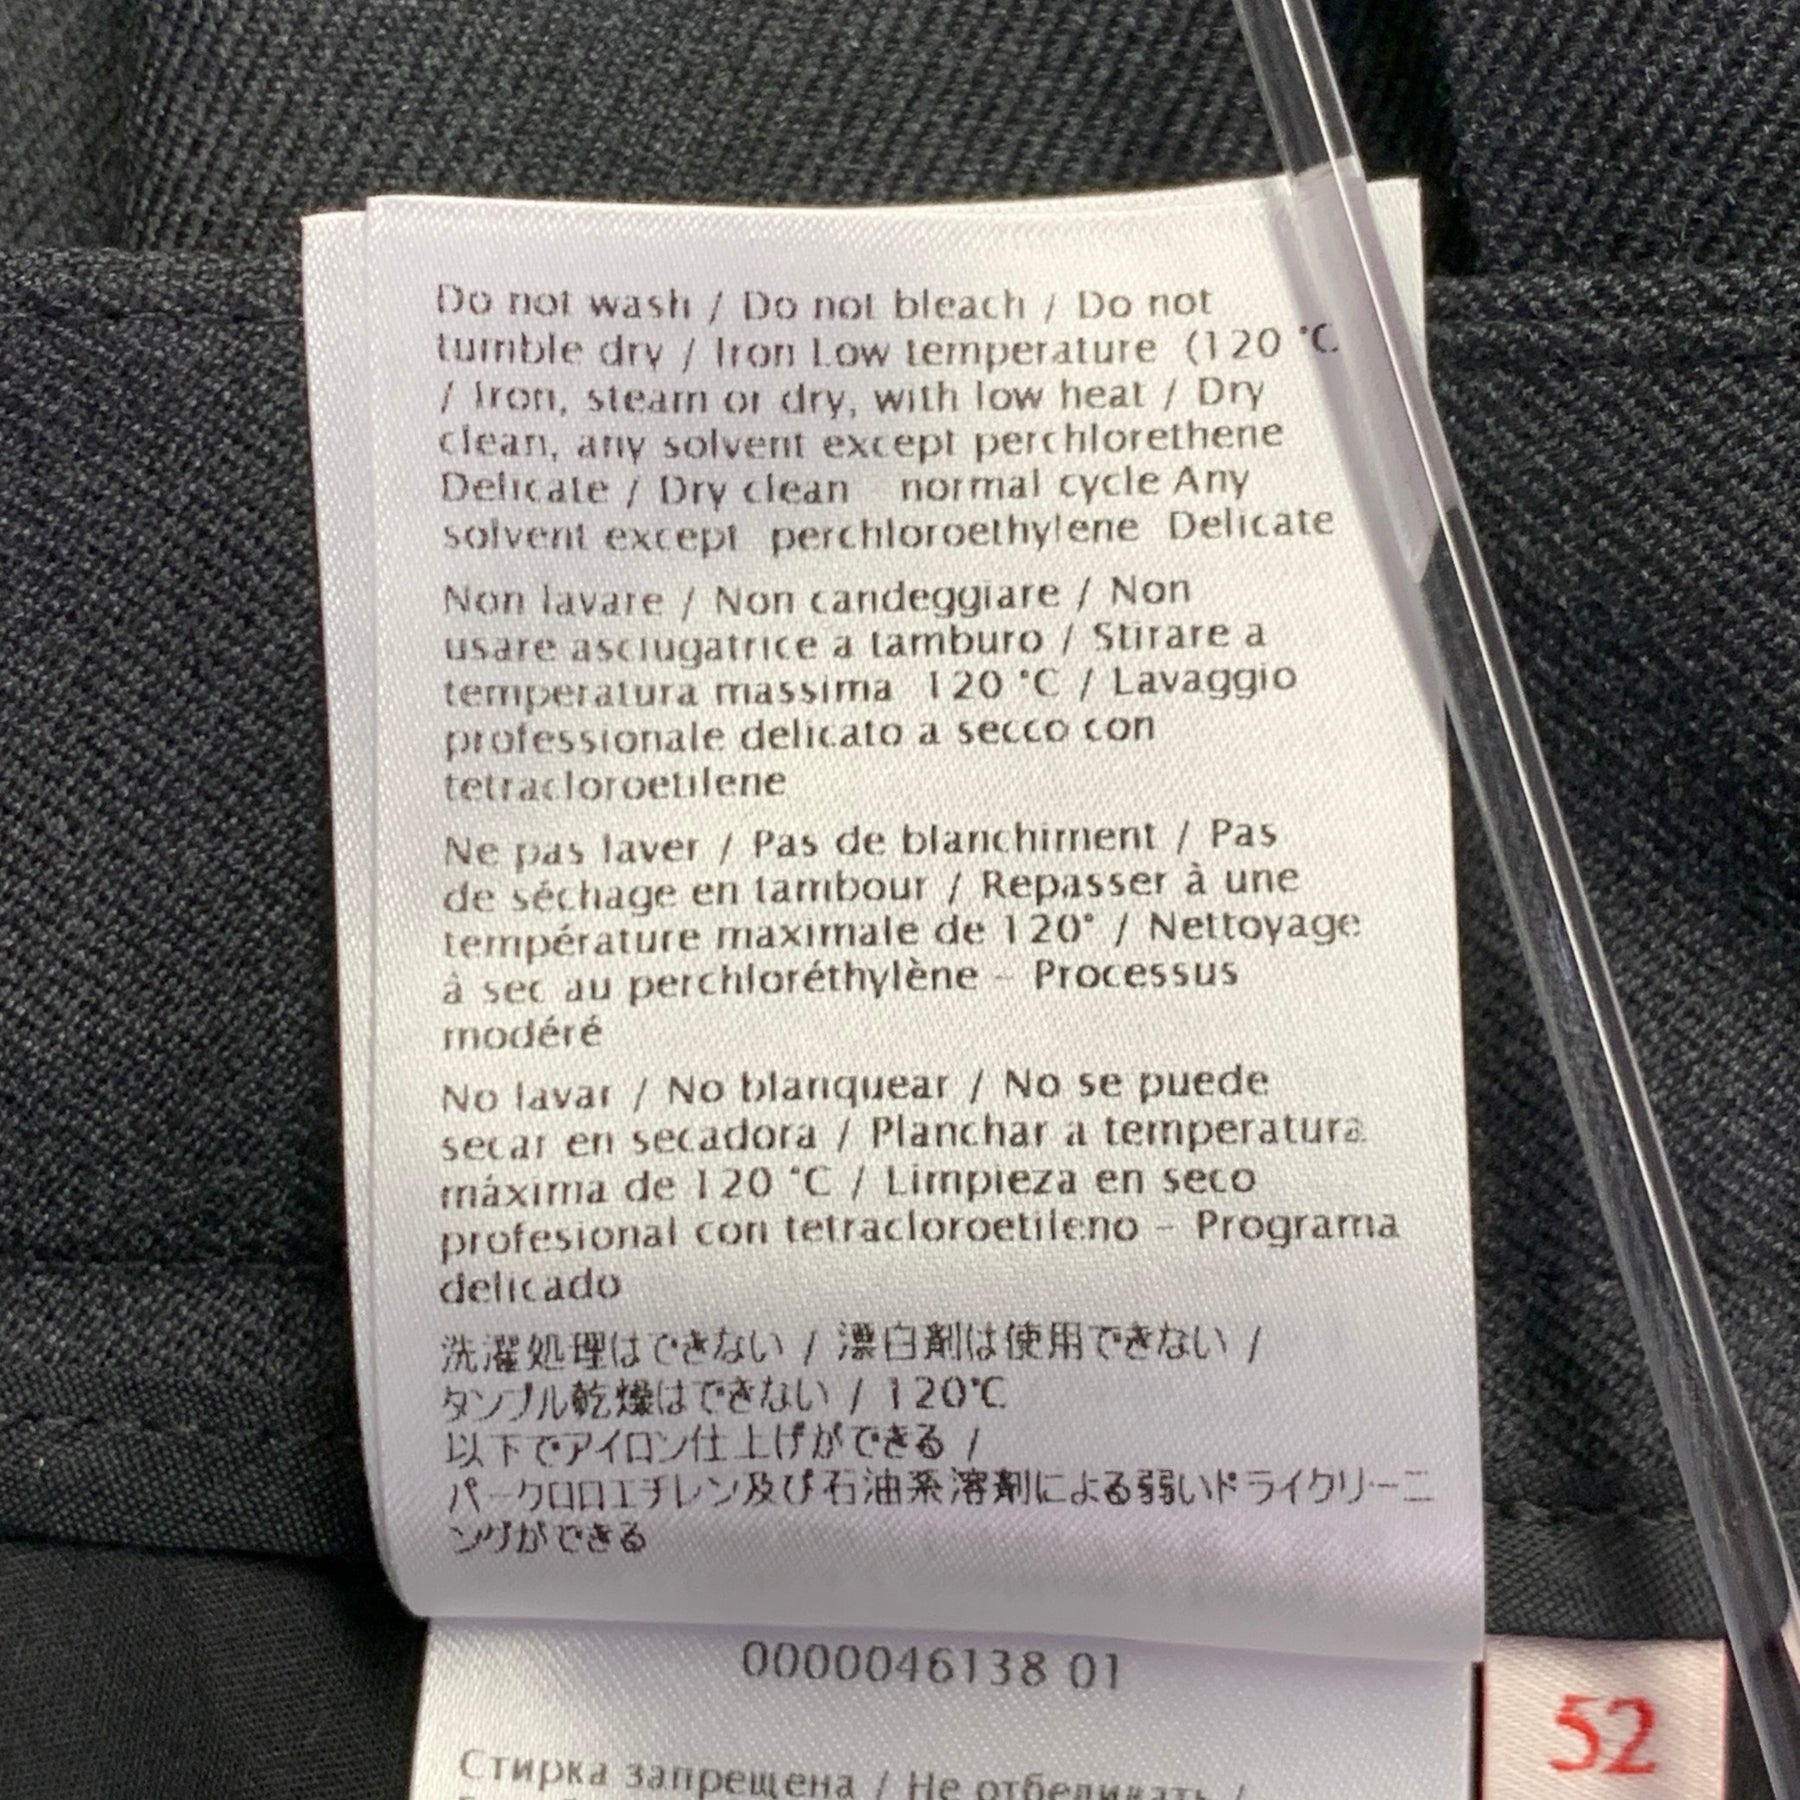 Do not wash / Do not bleach / Do not
tumble dry / Iron Low temperature (120 °C
/ Iron, steam or dry, with low heat / Dry
clean, any solvent except perchlorethene
Delicate / Dry clean normal cycle Any
solvent except perchloroethylene Delicate
Non lavare / Non candeggiare / Non
usare asciugatrice a tamburo / Stirare a
temperatura massima 120 °C / Lavaggio
professionale delicato a secco con
tetracloroetilene
Ne pas laver / Pas de blanchiment / Pas
de séchage en tambour / Repasser à une
température maximale de 120° / Nettoyage
à sec au perchloréthylène – Processus
modéré
No lavar / No blanquear / No se puede
secar en secadora / Planchar a temperatura
máxima de 120 °C / Limpieza en seco
profesional con tetracloroetileno – Programa
delicado
洗濯処理はできない / 漂白剤は使用できない /
タンブル乾燥はできない / 120℃
以下でアイロン仕上げができる /
パークロロエチレン及び石油系溶剤による弱いドライクリーニ
ングができる
0000046138 01
52
Стирка запрещена / Не отбеливать /